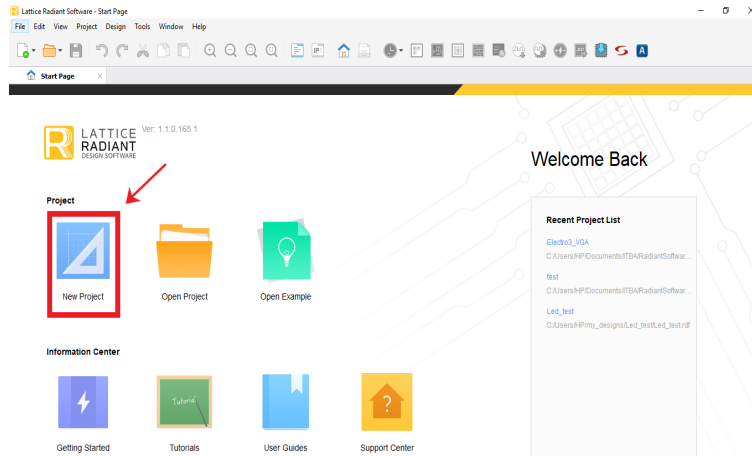 Lattice Radiant Software - Start Page
File Edit View Project Design Tools Window Help
Start Page
LATTICE
RADIANT
DESIGN SOFTWARE
Ver: 1.1.0.165.1
Welcome Back
Project
New Project
Open Project
Open Example
Recent Project List
Electro3_VGA
C:/Users/HP/Documents/ITBA/RadiantSoftwar...
test
C:/Users/HP/Documents/ITBA/RadiantSoftwar...
Led_test
C:/Users/HP/my_designs/Led_test/Led_test.rdf
Information Center
Tutorial
Getting Started
Tutorials
User Guides
Support Center